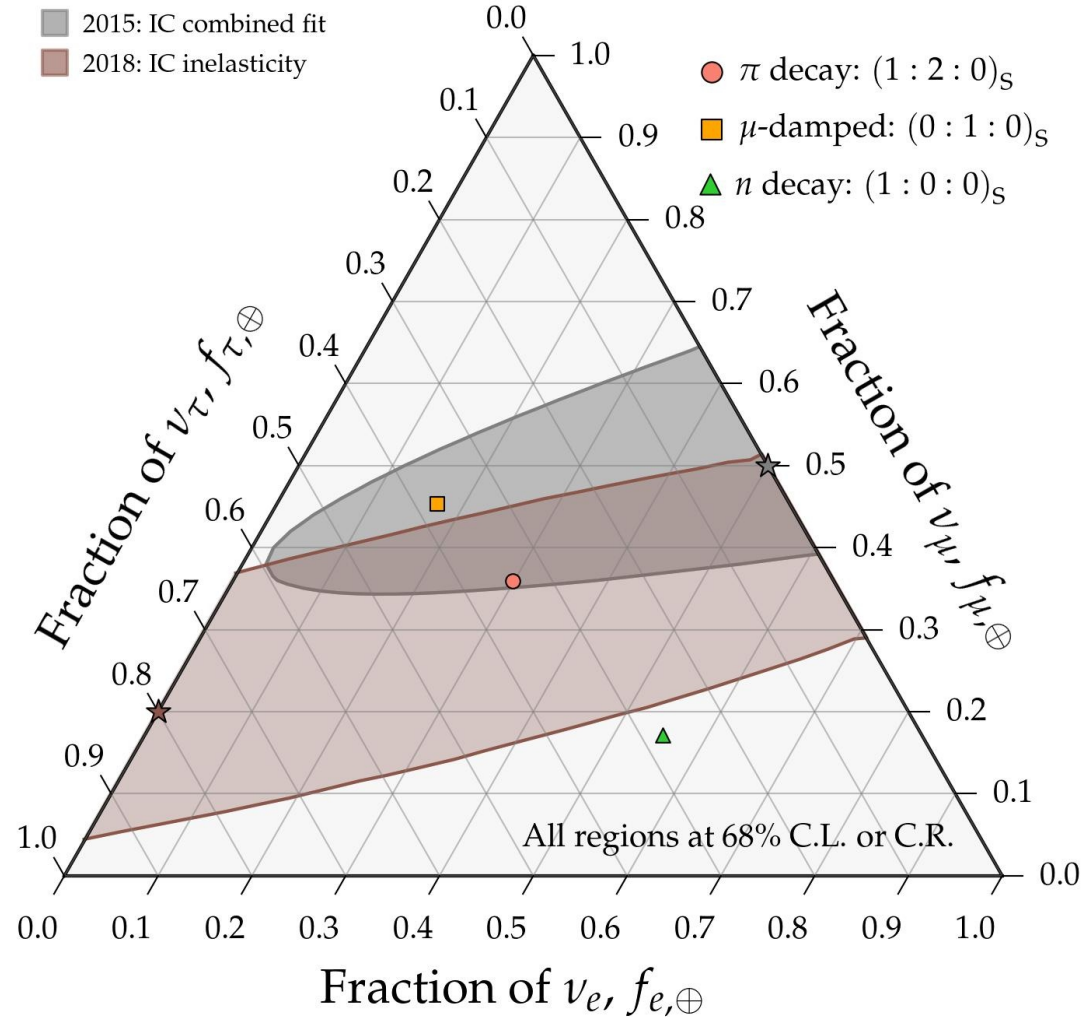 2015: IC combined fit
2018: IC inelasticity
π decay: (1 : 2 : 0)S
μ-damped: (0 : 1 : 0)S
n decay: (1 : 0 : 0)S
0.0
0.1
0.2
0.3
0.4
0.5
0.6
0.7
0.8
0.9
1.0
Fraction of ντ, fτ,⊕
1.0
0.9
0.8
0.7
0.6
0.5
0.4
0.3
0.2
0.1
0.0
Fraction of νμ, fμ,⊕
All regions at 68% C.L. or C.R.
0.0 0.1 0.2 0.3 0.4 0.5 0.6 0.7 0.8 0.9 1.0
Fraction of νe, fe,⊕